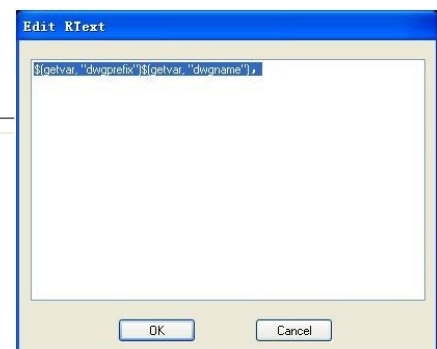 Edit RText
$(getvar, "dwgprefix")$(getvar, "dwgname"),
OK
Cancel